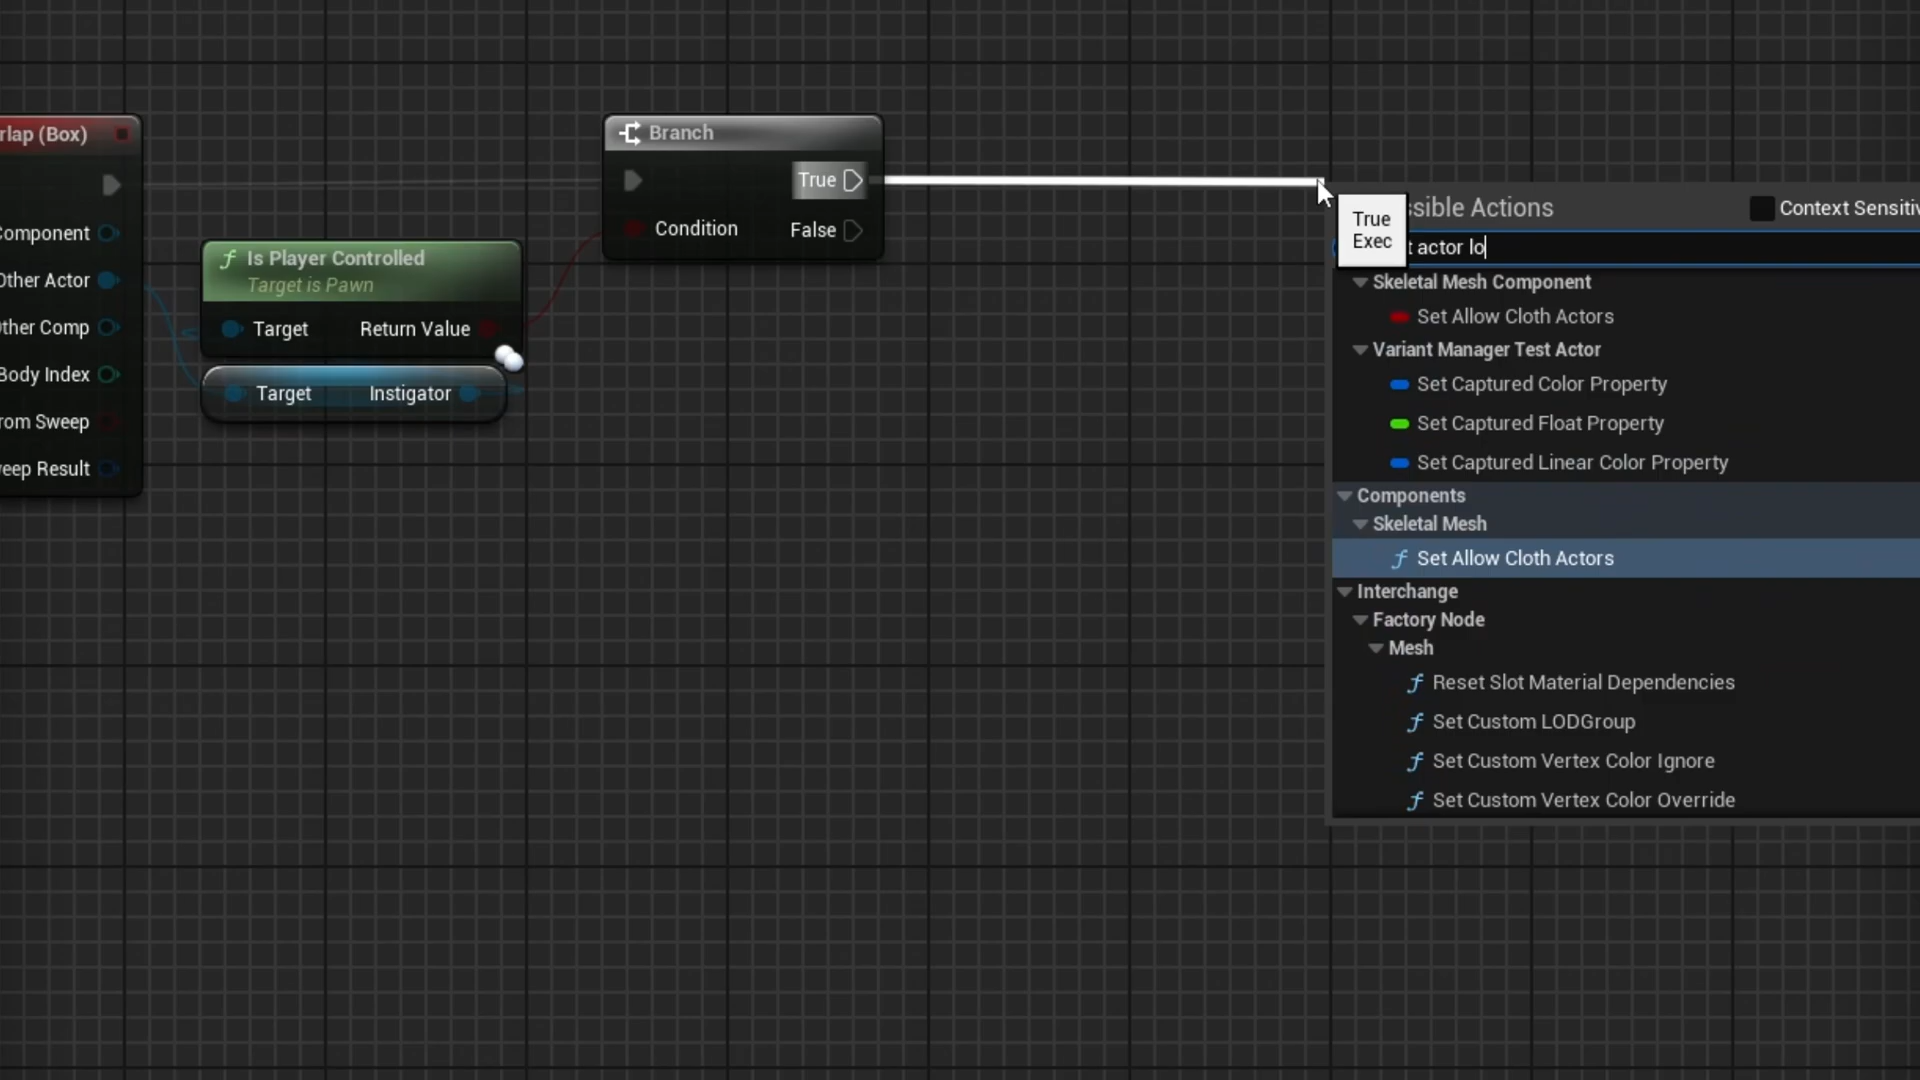 rlap (Box)
Component
Other Actor
ther Comp
Body Index
rom Sweep
eep Result
Is Player Controlled
Target is Pawn
Target Return Value
Target Instigator
Branch
True
Condition False
True
Exec
ssible Actions
Context Sensitiv
t actor lo
Skeletal Mesh Component
Set Allow Cloth Actors
Variant Manager Test Actor
Set Captured Color Property
Set Captured Float Property
Set Captured Linear Color Property
Components
Skeletal Mesh
Set Allow Cloth Actors
Interchange
Factory Node
Mesh
Reset Slot Material Dependencies
Set Custom LODGroup
Set Custom Vertex Color Ignore
Set Custom Vertex Color Override